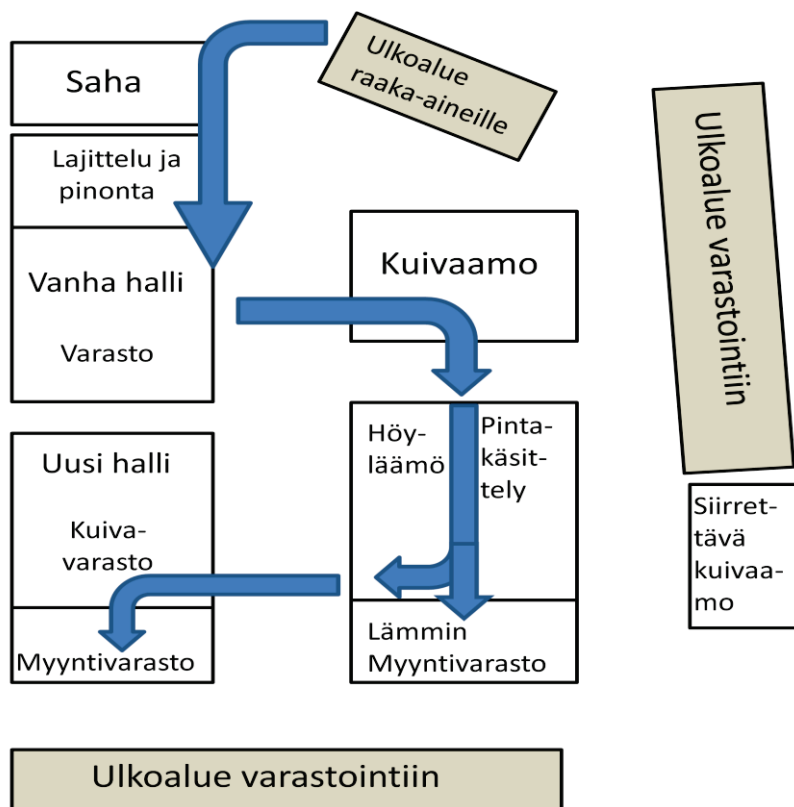 Saha
Ulkoalue
raaka-aineille
Lajittelu ja
pinonta
Vanha halli
Varasto
Kuivaamo
Ulkoalue varastointiin
Höy-
läämö
Pinta-
käsit-
tely
Uusi halli
Kuiva-
varasto
Myyntivarasto
Lämmin
Myyntivarasto
Siirret-
tävä
kuivaa-
mo
Ulkoalue varastointiin